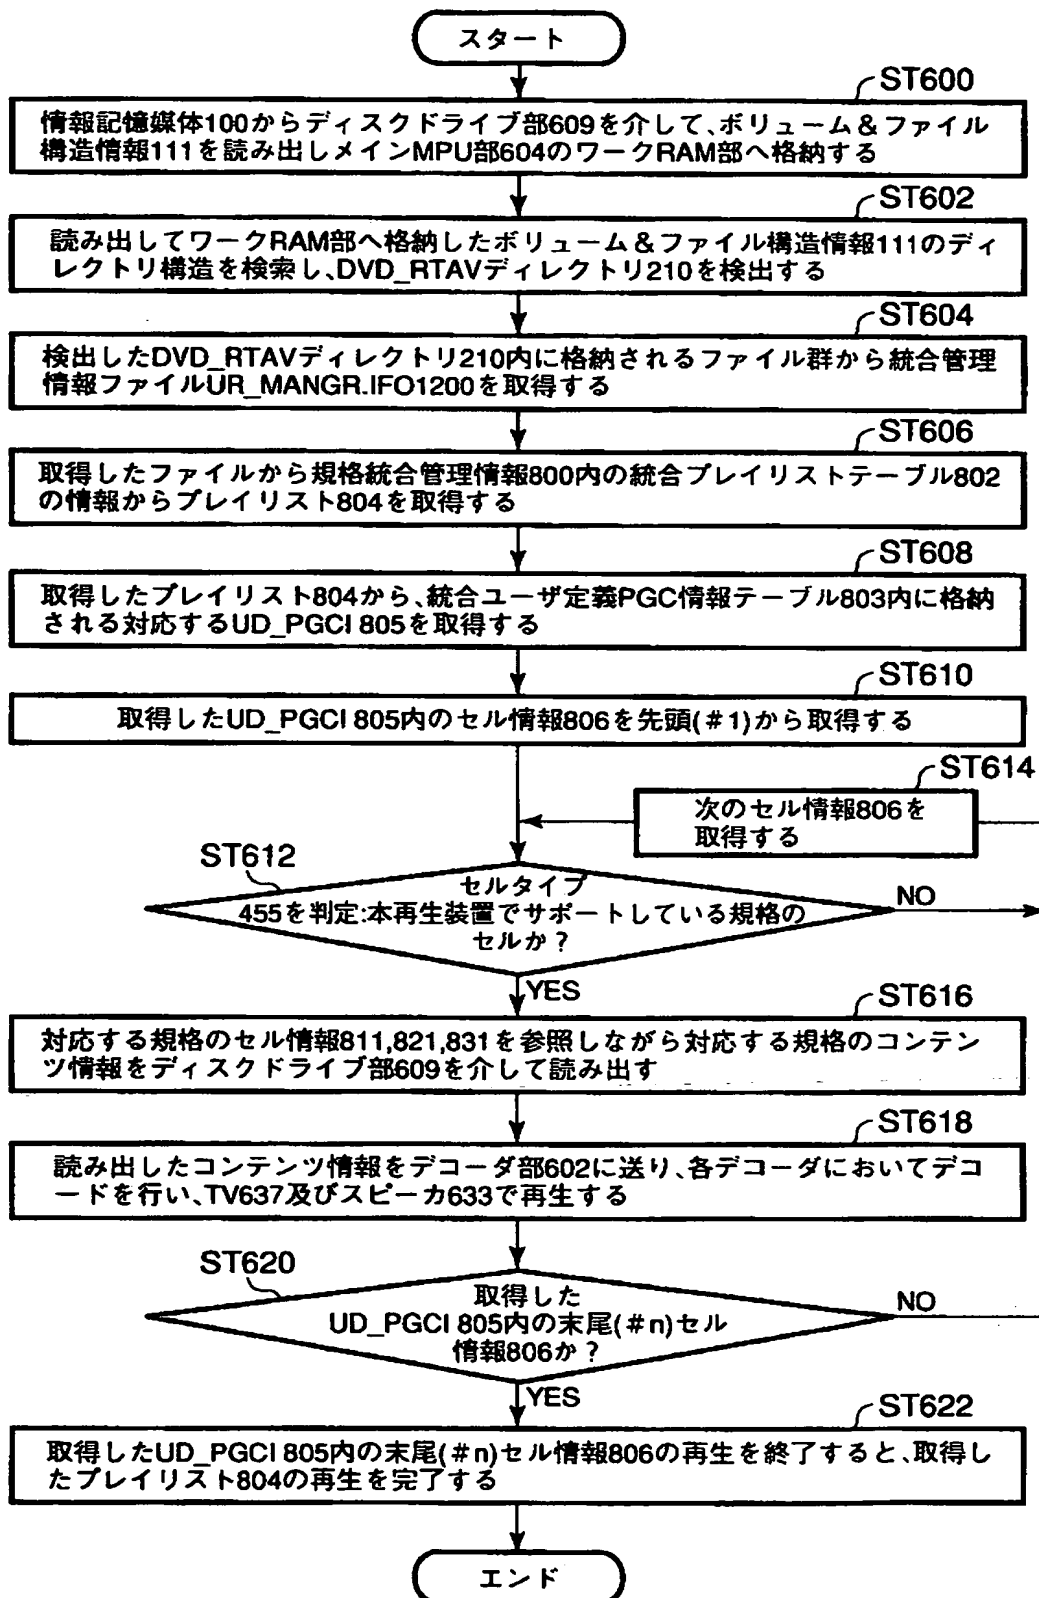 スタート
ST600
情報記憶媒体100からディスクドライブ部609を介して、ボリューム&ファイル
構造情報111を読み出しメインMPU部604のワークRAM部へ格納する
ST602
読み出してワークRAM部へ格納したボリューム&ファイル構造情報111のディ
レクトリ構造を検索し、DVD_RTAVディレクトリ210を検出する
ST604
検出したDVD_RTAVディレクトリ210内に格納されるファイル群から統合管理
情報ファイルUR_MANGR.IFO1200を取得する
ST606
取得したファイルから規格統合管理情報800内の統合プレイリストテーブル802
の情報からプレイリスト804を取得する
ST608
取得したプレイリスト804から、統合ユーザ定義PGC情報テーブル803内に格納
される対応するUD_PGCI 805を取得する
ST610
取得したUD_PGCI 805内のセル情報806を先頭(#1)から取得する
ST614
次のセル情報806を
取得する
ST612
セルタイプ
455を判定:本再生装置でサポートしている規格の
セルか?
NO
YES
ST616
対応する規格のセル情報811,821,831を参照しながら対応する規格のコンテン
ツ情報をディスクドライブ部609を介して読み出す
ST618
読み出したコンテンツ情報をデコーダ部602に送り、各デコーダにおいてデコ
ードを行い、TV637及びスピーカ633で再生する
ST620
取得した
UD_PGCI 805内の末尾(#n)セル
情報806か?
NO
YES
ST622
取得したUD_PGCI 805内の末尾(#n)セル情報806の再生を終了すると、取得し
たプレイリスト804の再生を完了する
エンド